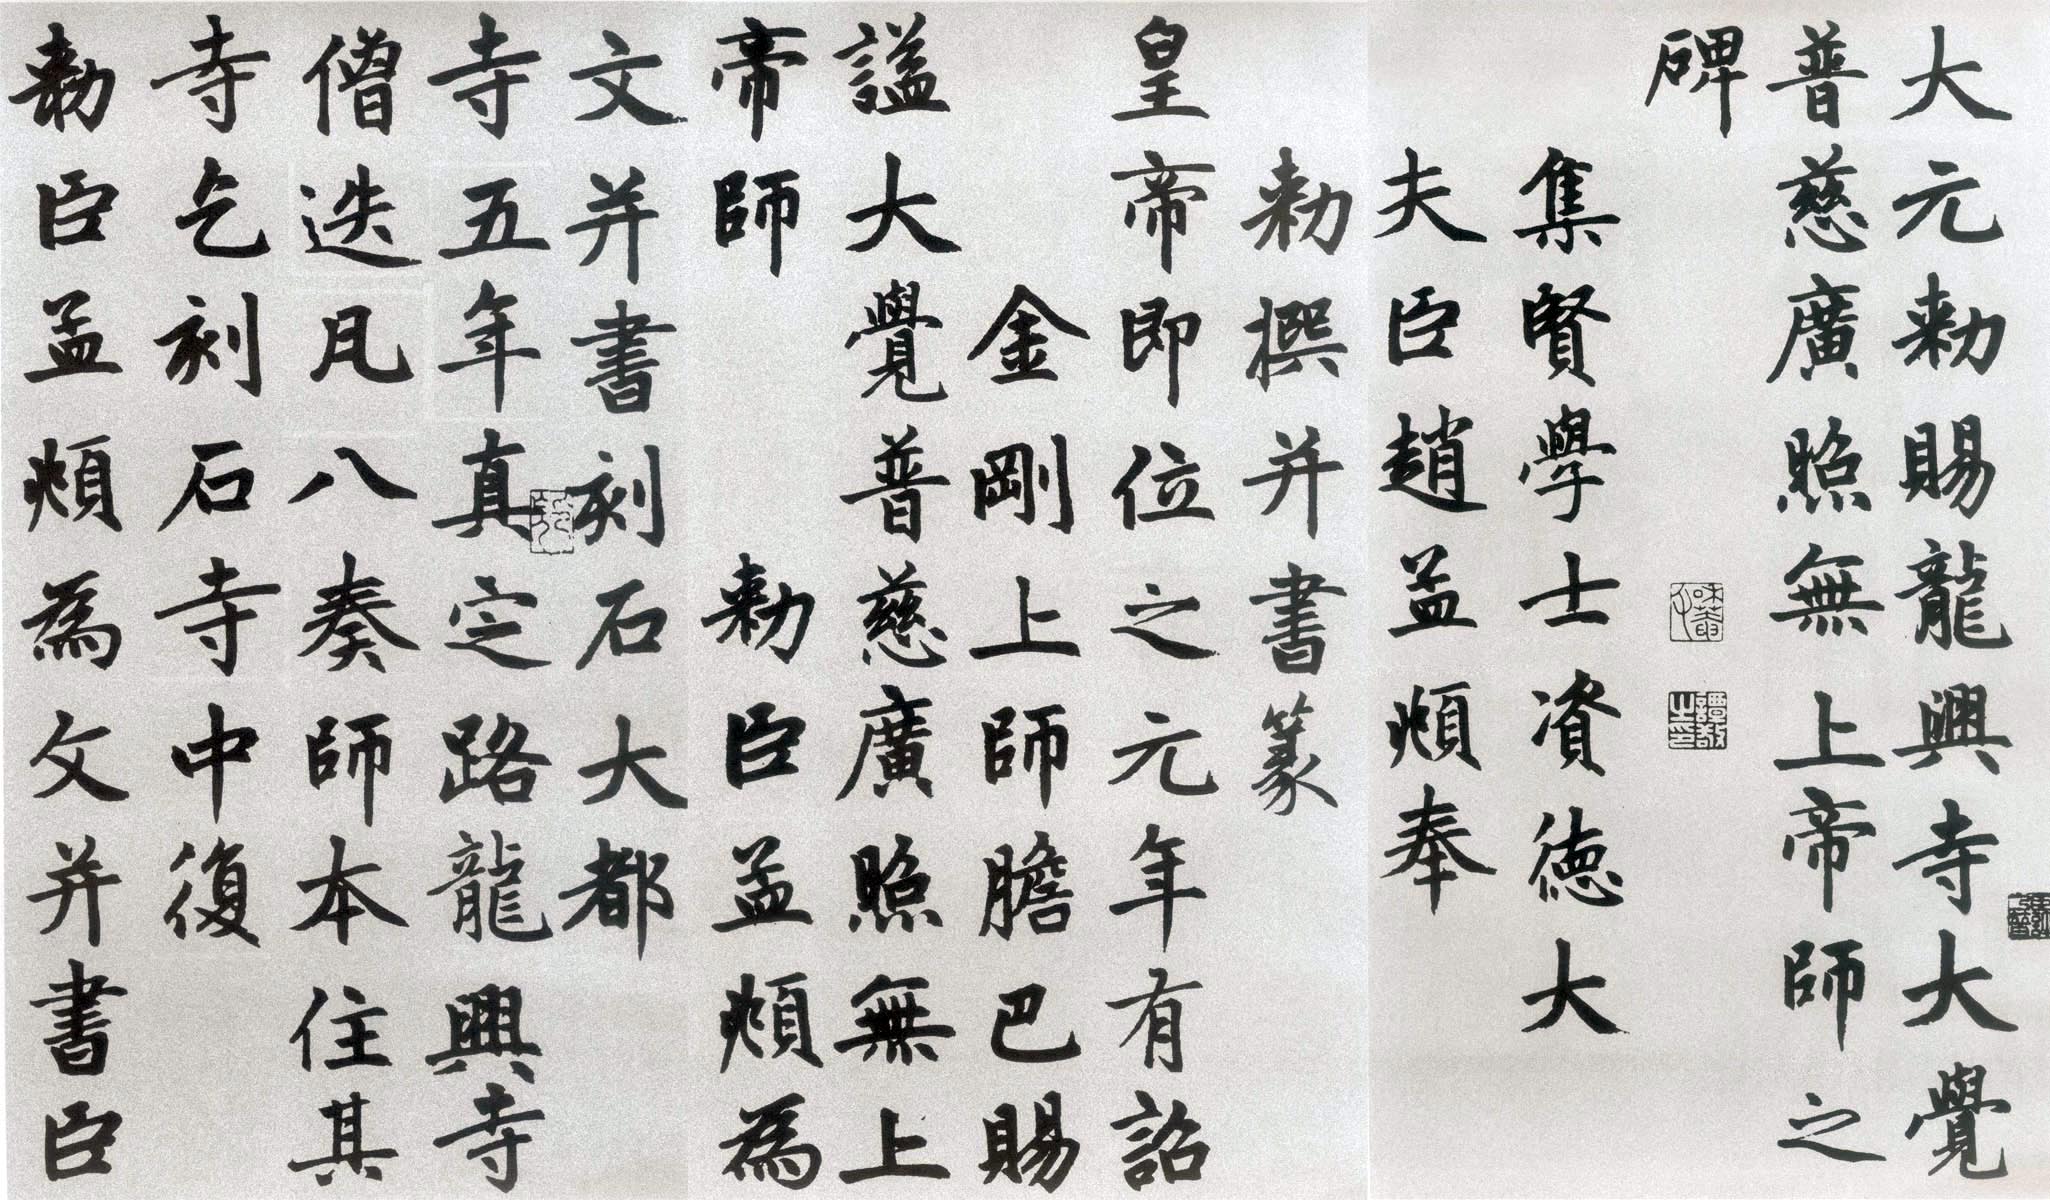 大元勑賜龍興寺大覺
普慈廣照無上帝師之
碑
集賢學士資德大
夫臣趙孟頫奉
勑撰并書篆
皇帝即位之元年有詔
金剛上師膽巴賜
謚大覺普慈廣照無上
帝師 勑臣孟頫為
文并書刻石大都
寺五年真定路龍興寺
僧迭凡八奏師本住其
寺乞刻石寺中復
勑臣孟頫為文并書臣